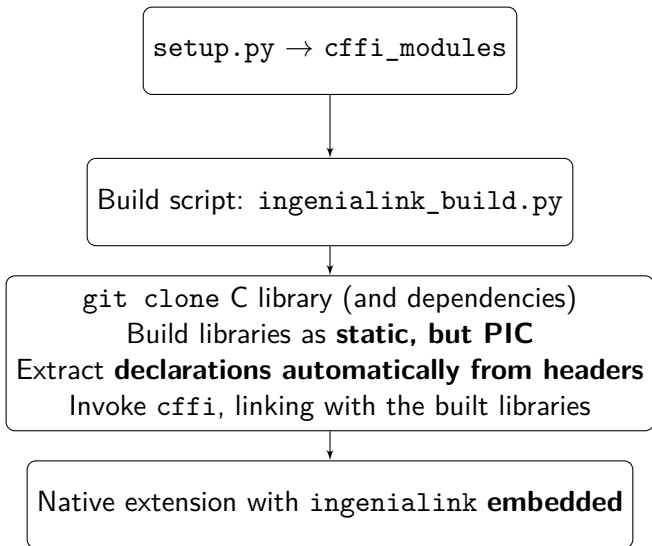 setup.py → cffi_modules
Build script: ingenialink_build.py
git clone C library (and dependencies)
Build libraries as static, but PIC
Extract declarations automatically from headers
Invoke cffi, linking with the built libraries
Native extension with ingenialink embedded